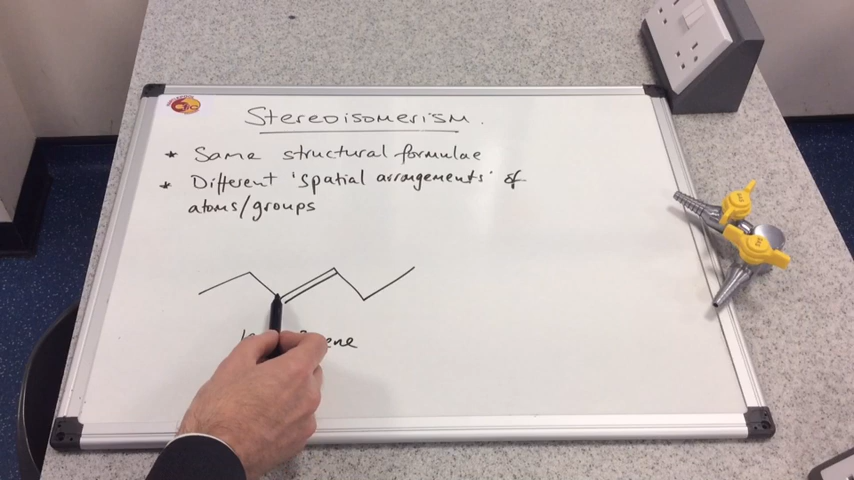 Stereoisomerism.
* Same structural formulae
* Different 'spatial arrangements' of
atoms/groups